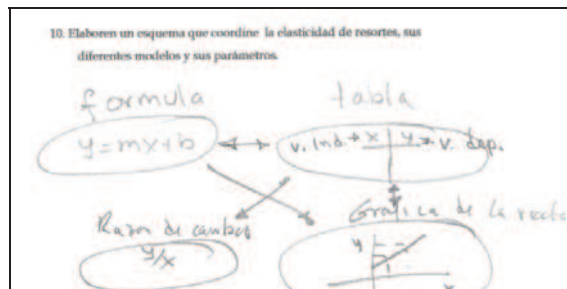 10. Elaboren un esquema que coordine la elasticidad de resortes, sus
diferentes modelos y sus parámetros.
formula
tabla
y=mx+b
v. Ind. → x y → v. dep.
Razon de cambio
y/x
Grafica de la recta
y
x